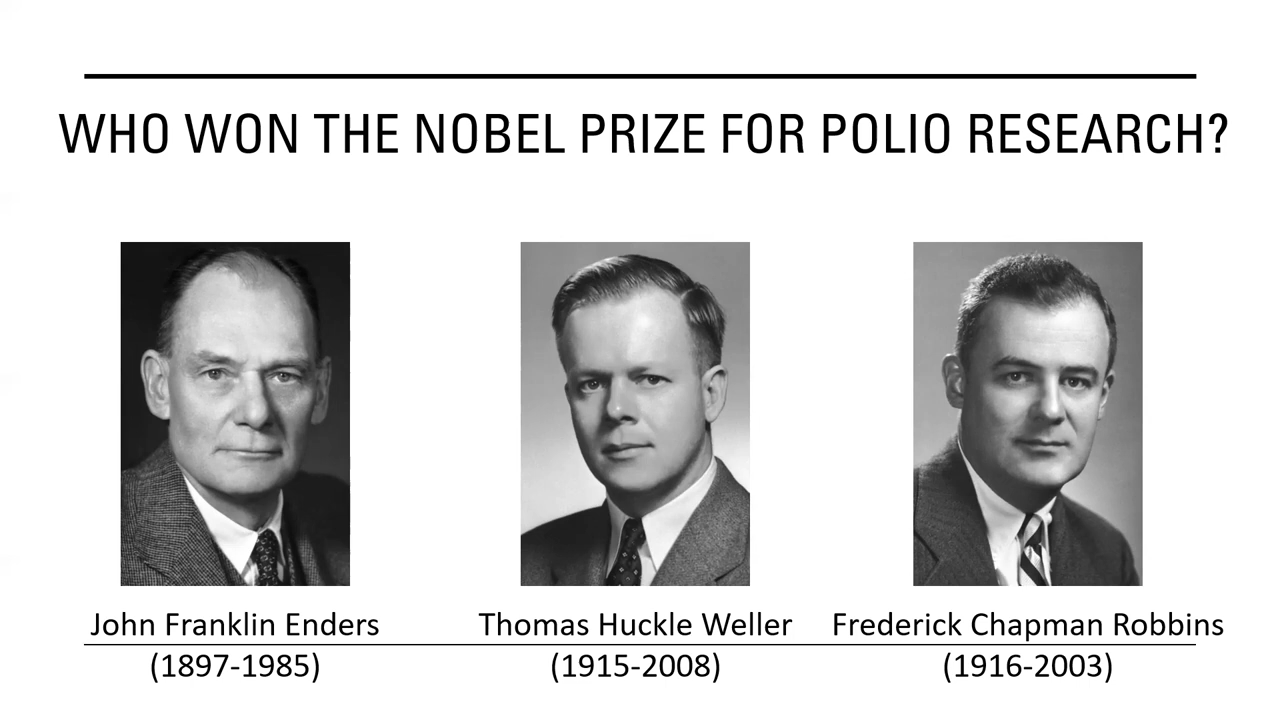 WHO WON THE NOBEL PRIZE FOR POLIO RESEARCH?
John Franklin Enders
(1897-1985)
Thomas Huckle Weller
(1915-2008)
Frederick Chapman Robbins
(1916-2003)